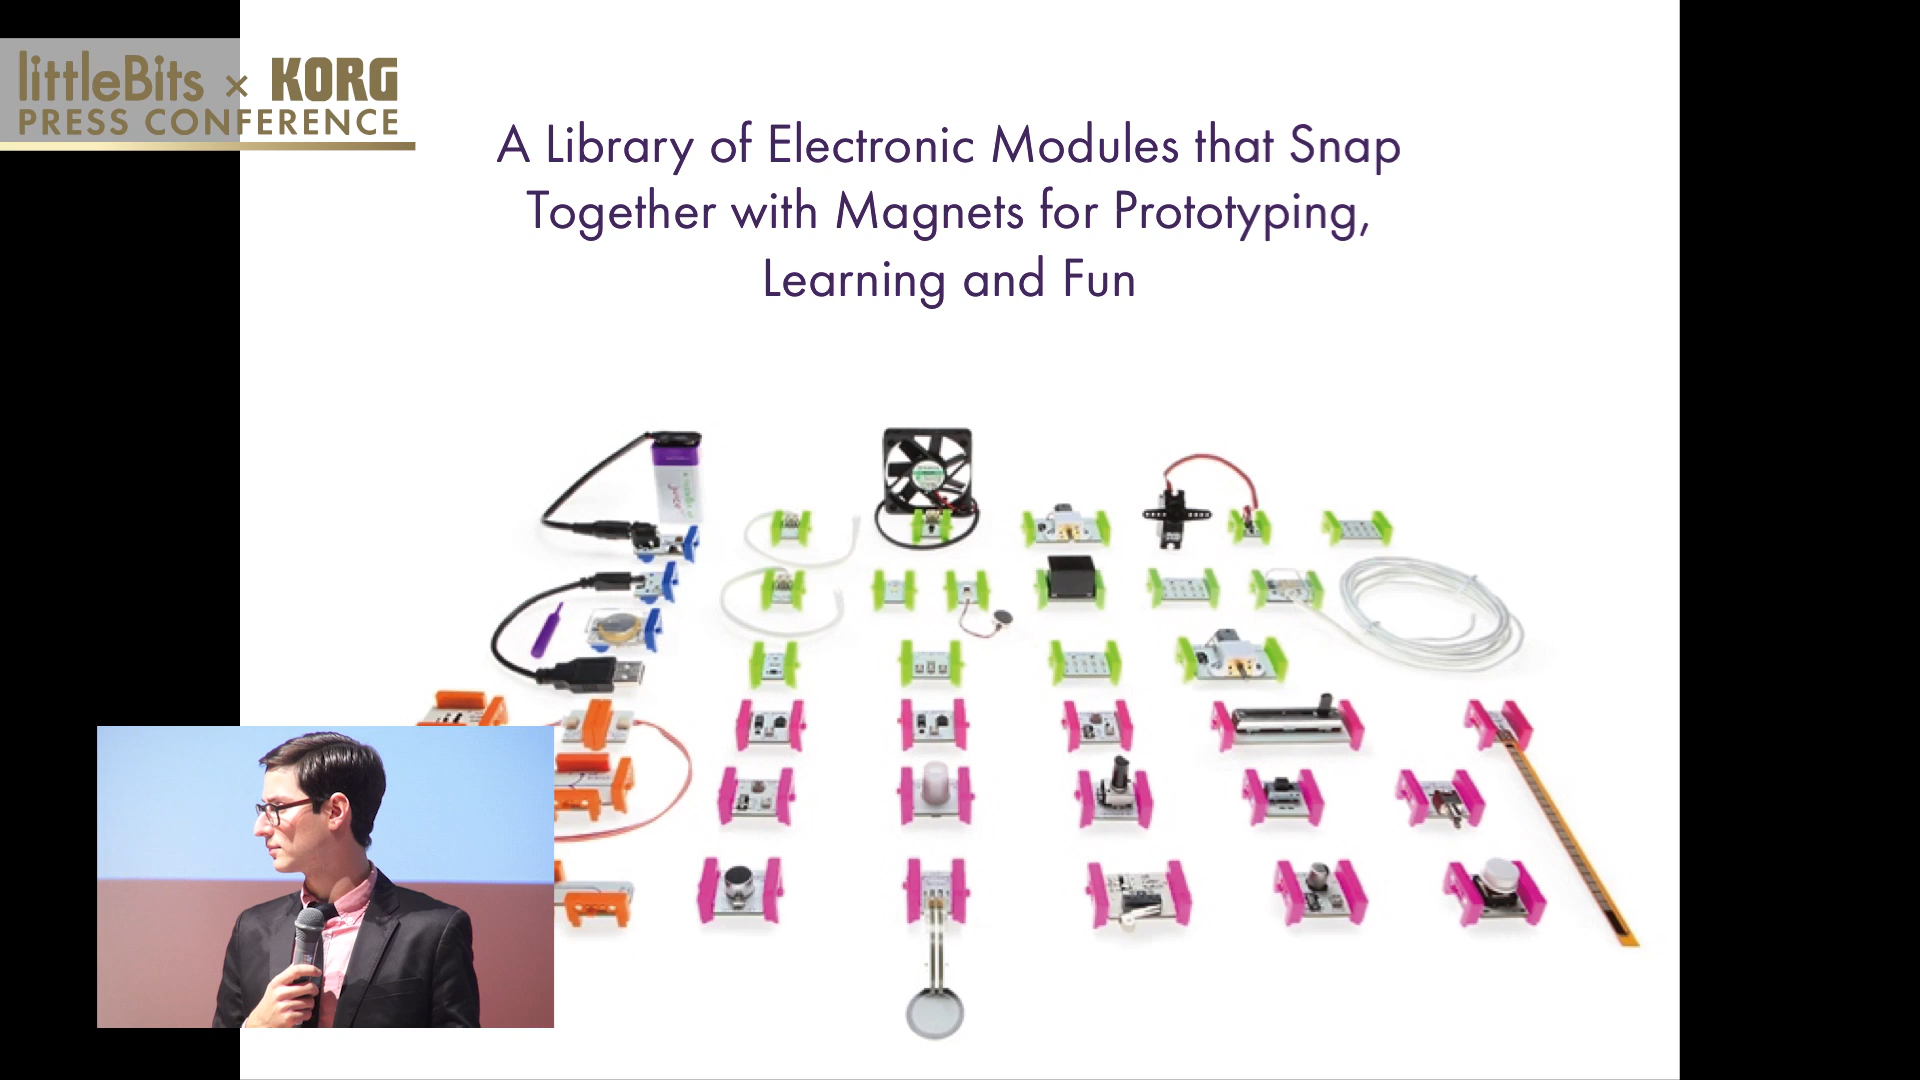 littleBits × KORG
PRESS CONFERENCE
A Library of Electronic Modules that Snap
Together with Magnets for Prototyping,
Learning and Fun